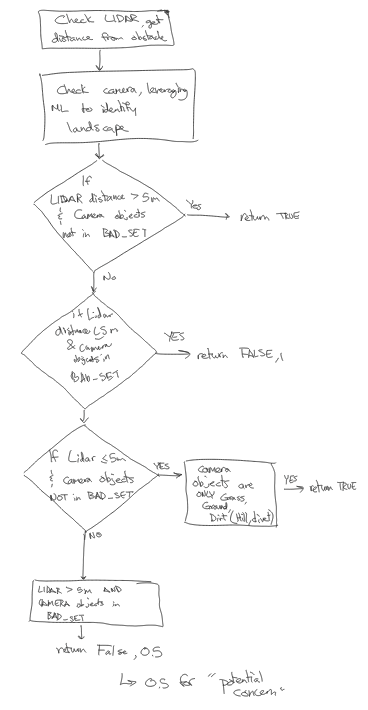 Check LIDAR, get
distance from obstacle
Check camera, leveraging
ML to identify
landscape
If
LIDAR distance > 5m
& Camera objects
not in BAD_SET
Yes
return TRUE
No
if Lidar
distance ≤5m
& camera
objects in
BAD_SET
YES
return FALSE, 1
If Lidar ≤5m
& camera objects
NOT in BAD_SET
YES
camera
objects are
ONLY Grass,
Ground,
Dirt (Hill, divet)
YES
return TRUE
NO
LIDAR > 5m AND
CAMERA objects in
BAD_SET
return False, 0.5
↳ 0.5 for "potential
concern"